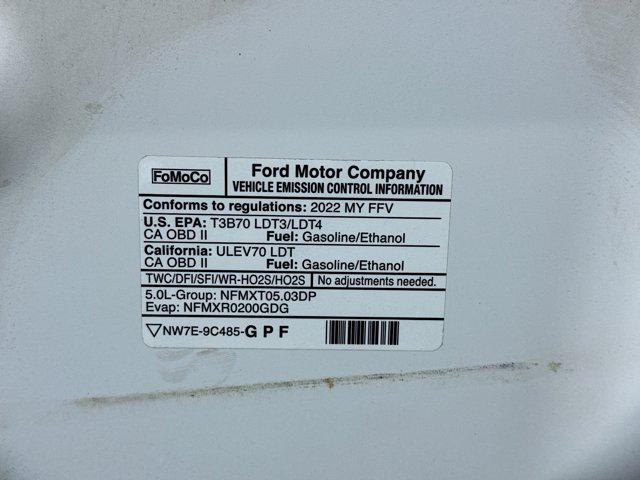 FoMoCo
Ford Motor Company
VEHICLE EMISSION CONTROL INFORMATION
Conforms to regulations: 2022 MY FFV
U.S. EPA: T3B70 LDT3/LDT4
CA OBD II Fuel: Gasoline/Ethanol
California: ULEV70 LDT
CA OBD II Fuel: Gasoline/Ethanol
TWC/DFI/SFI/WR-HO2S/HO2S No adjustments needed.
5.0L-Group: NFMXT05.03DP
Evap: NFMXR0200GDG
NW7E-9C485-G P F